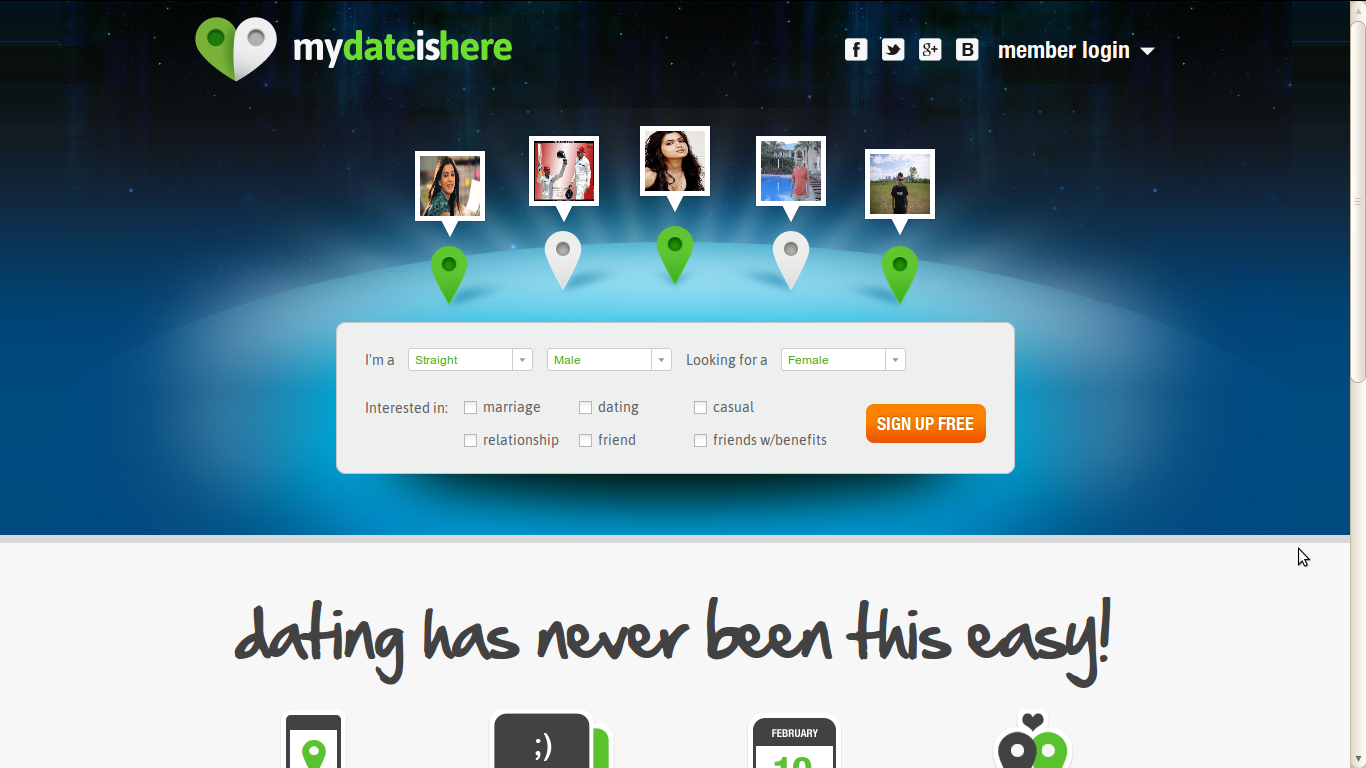 mydateishere
f g+ B member login
I'm a Straight Male Looking for a Female
Interested in: marriage dating casual
relationship friend friends w/benefits
SIGN UP FREE
dating has never been this easy!
;)
FEBRUARY